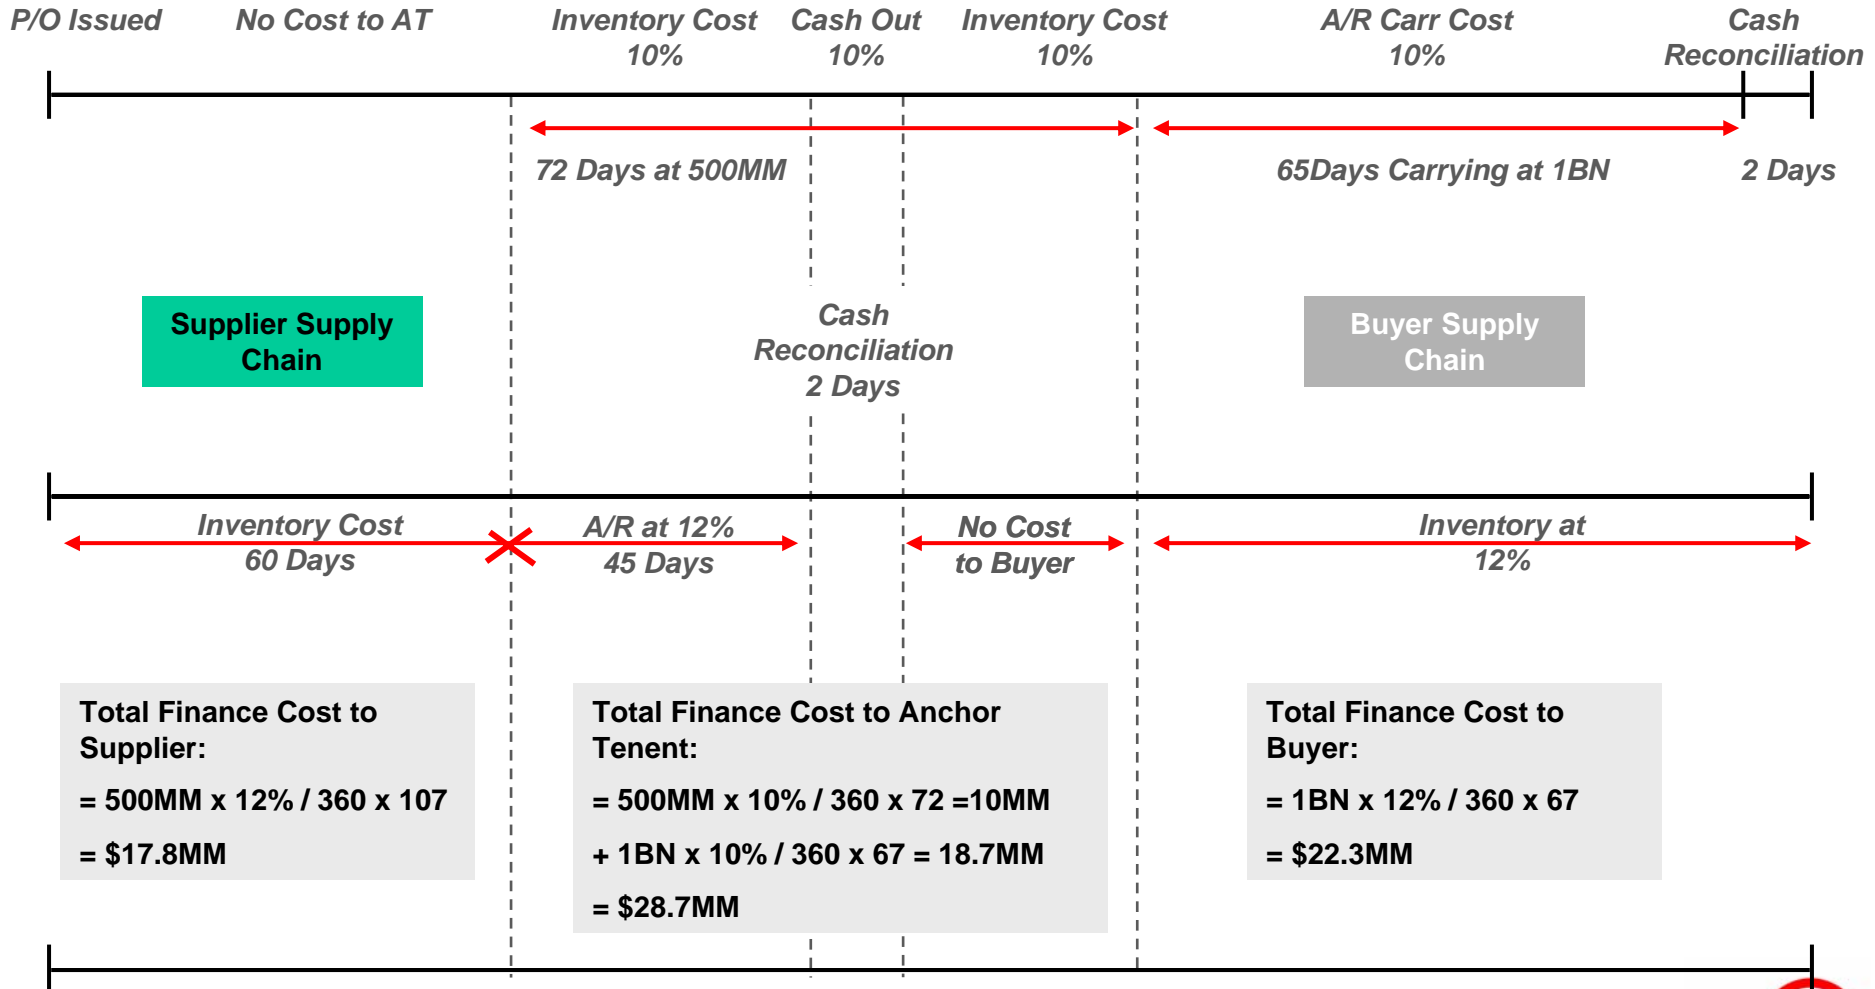 P/O Issued
No Cost to AT
Inventory Cost
10%
Cash Out
10%
Inventory Cost
10%
A/R Carr Cost
10%
Cash
Reconciliation
72 Days at 500MM
65Days Carrying at 1BN
2 Days
Supplier Supply
Chain
Cash
Reconciliation
2 Days
Buyer Supply
Chain
Inventory Cost
60 Days
A/R at 12%
45 Days
No Cost
to Buyer
Inventory at
12%
Total Finance Cost to
Supplier:
= 500MM x 12% / 360 x 107
= $17.8MM
Total Finance Cost to Anchor
Tenent:
= 500MM x 10% / 360 x 72 =10MM
+ 1BN x 10% / 360 x 67 = 18.7MM
= $28.7MM
Total Finance Cost to
Buyer:
= 1BN x 12% / 360 x 67
= $22.3MM